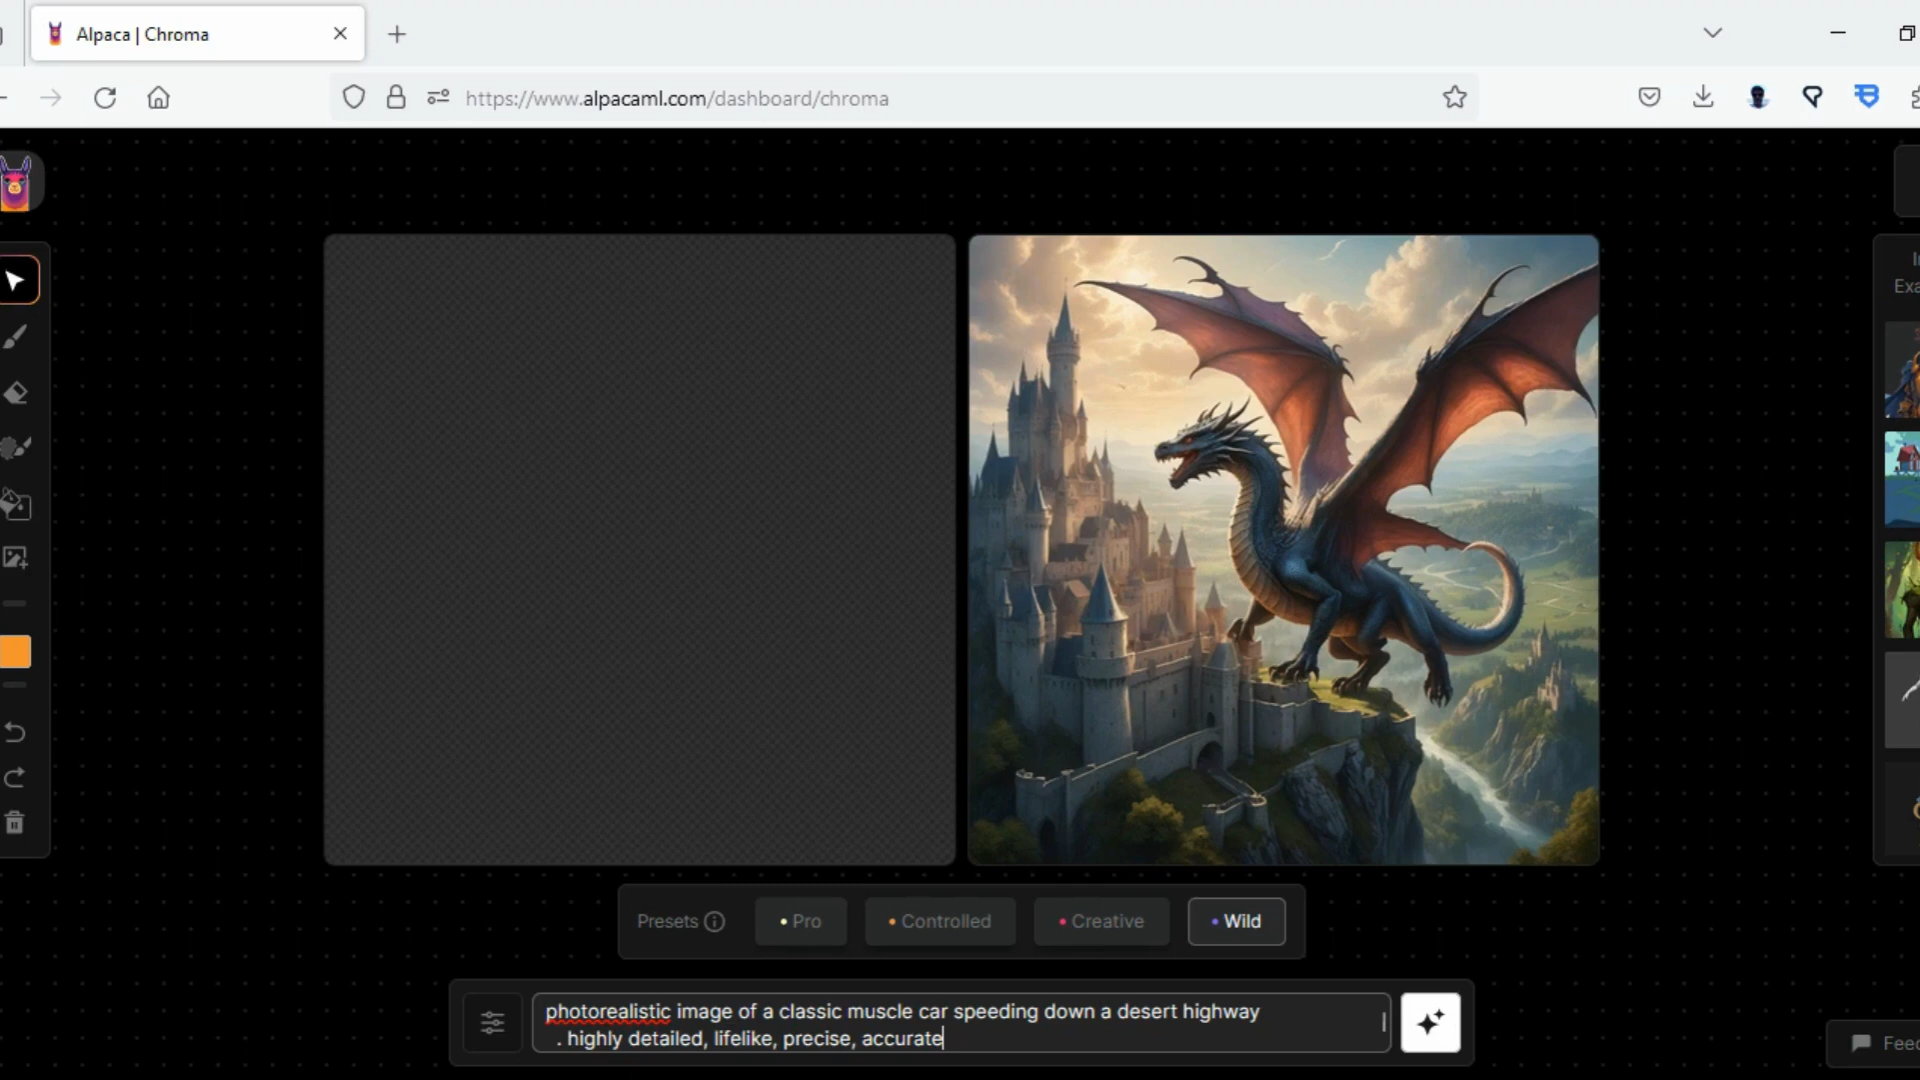 Alpaca | Chroma
https://www.alpacaml.com/dashboard/chroma
Presets
Pro
Controlled
Creative
Wild
photorealistic image of a classic muscle car speeding down a desert highway
. highly detailed, lifelike, precise, accurate